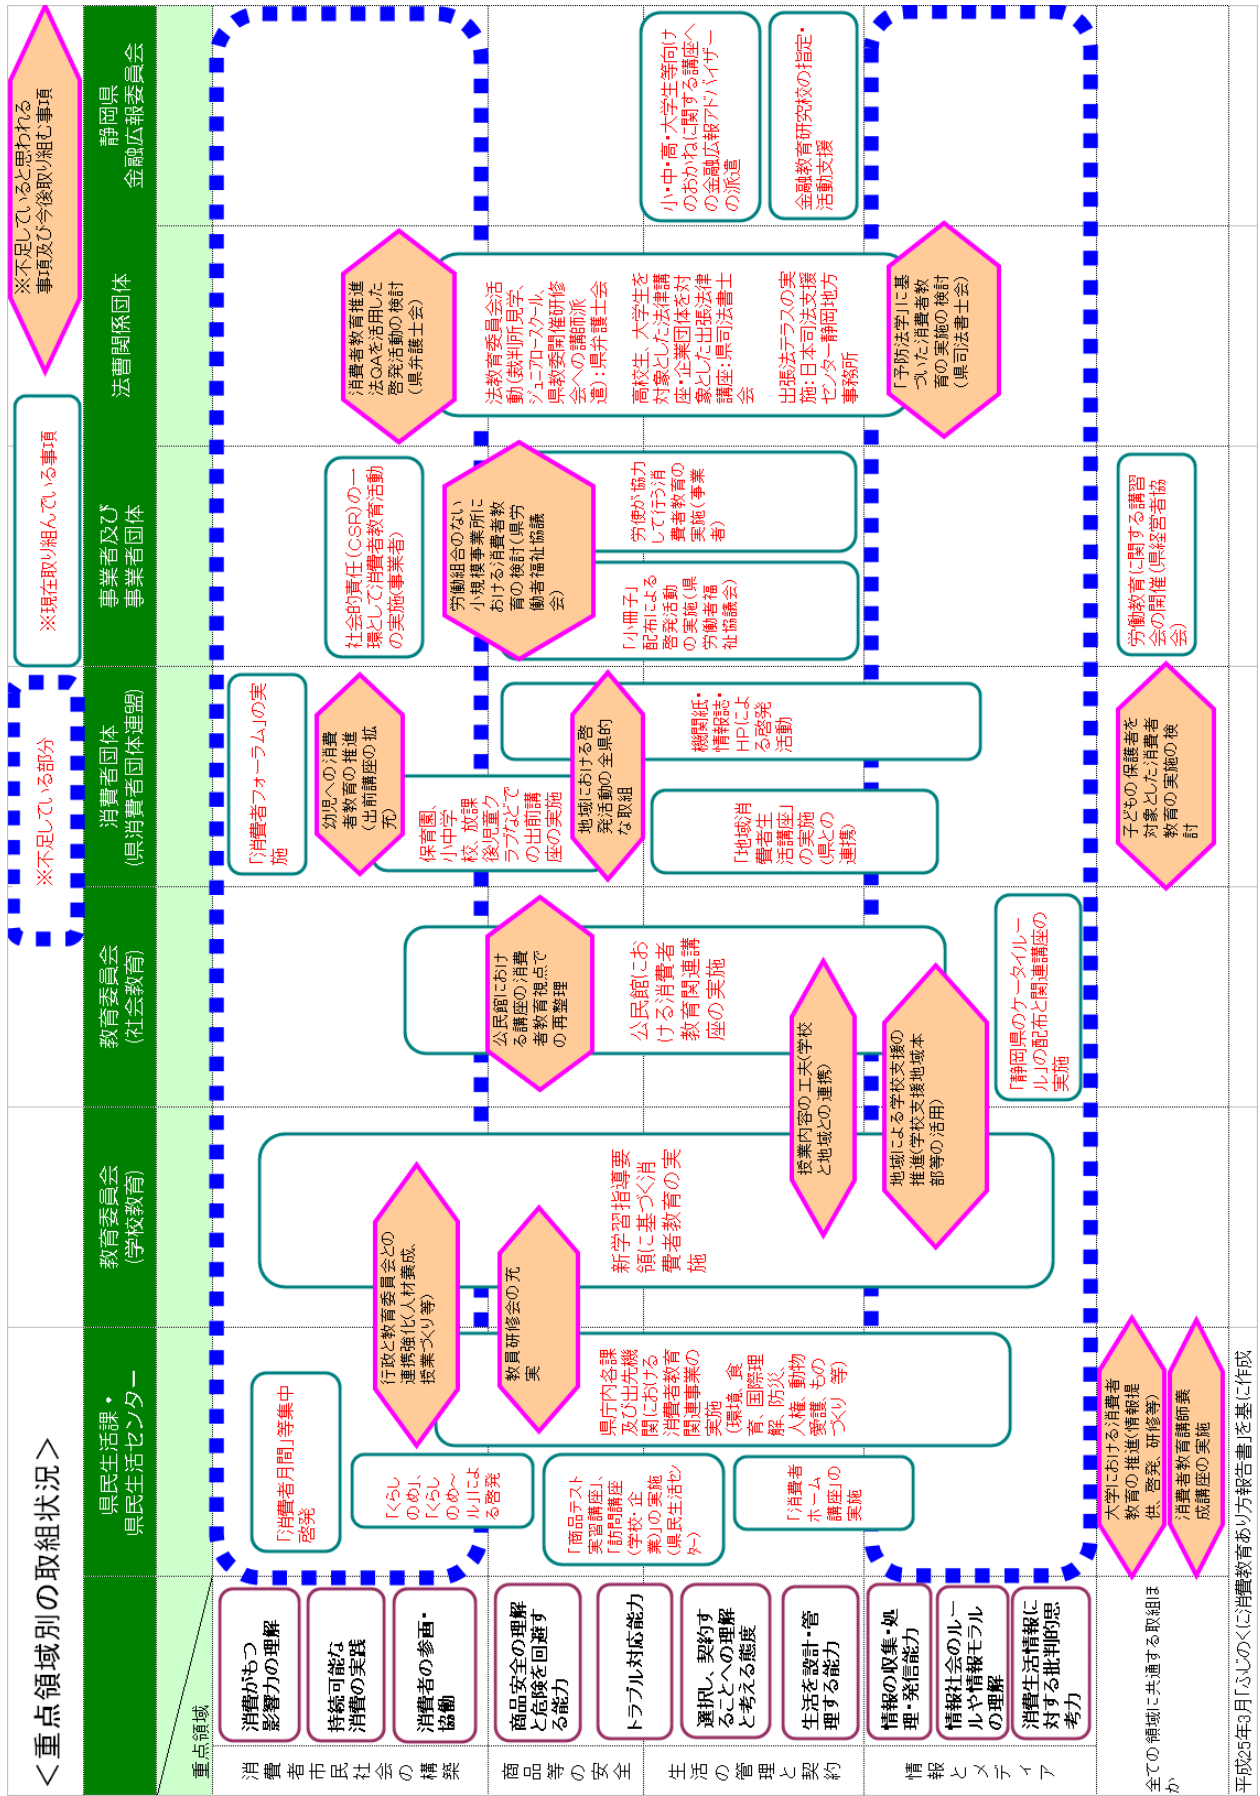 ＜重点領域別の取組状況＞
※不足している部分
※現在取り組んでいる事項
※不足していると思われる
事項及び今後取り組む事項
県民生活課・
県民生活センター
教育委員会
(学校教育)
教育委員会
(社会教育)
消費者団体
(県消費者団体連盟)
事業者及び
事業者団体
法曹関係団体
静岡県
金融広報委員会
重点領域
消費者市民社会の構築
消費がもつ
影響力の理解
持続可能な
消費の実践
消費者の参画・
協働
「消費者月間」等集中
啓発
「くらし
のめ」、
「くらし
のめ～
ル」によ
る啓発
行政と教育委員会との
連携強化(人材養成、
授業づくり等)
「消費者フォーラム」の実
施
幼児への消費
者教育の推進
(出前講座の拡
充)
保育園、
小中学
校、放課
後児童ク
ラブなどで
の出前講
座の実施
社会的責任(CSR)の一
環として消費者教育活動
の実施(事業者)
消費者教育推進
法QAを活用した
啓発活動の検討
(県弁護士会)
商品等の安全
商品安全の理解
と危険を回避す
る能力
トラブル対応能力
「商品テスト
実習講座」、
「訪問講座
(学校・企
業)」の実施
(県民生活セン
ター)
教員研修会の充
実
県庁内各課
及び出先機
関における
消費者教育
関連事業の
実施
(環境、食
育、国際理
解、防災、
人権、動物
愛護、もの
づくり 等)
新学習指導要
領に基づく消
費者教育の実
施
公民館におけ
る講座の消費
者教育視点で
の再整理
公民館にお
ける消費者
教育関連講
座の実施
地域における啓
発活動の全県的
な取組
労働組合のない
小規模事業所に
おける消費者教
育の検討(県労
働者福祉協議
会)
「小冊子」
配布による
啓発活動
の実施(県
労働者福
祉協議会)
労使が協力
して行う消
費者教育の
実施(事業
者)
法教育委員会活
動(裁判所見学、
ジュニアロースクール、
県教委開催研修
会への講師派
遣):県弁護士会
高校生、大学生を
対象とした法律講
座・企業団体を対
象とした出張法律
講座:県司法書士
会
出張法テラスの実
施:日本司法支援
センター静岡地方
事務所
生活の管理と契約
選択し、契約す
ることへの理解
と考える態度
生活を設計・管
理する能力
「消費者
ホーム
講座」の
実施
授業内容の工夫(学校
と地域との連携)
機関紙・
情報誌・
HPによ
る啓発
活動
「地域消
費者生
活講座」
の実施
(県との
連携)
小・中・高・大学生等向け
のおかねに関する講座へ
の金融広報アドバイザー
の派遣
金融教育研究校の指定・
活動支援
情報とメディア
情報の収集・処
理・発信能力
情報社会のルー
ルや情報モラル
の理解
消費生活情報に
対する批判的思
考力
地域による学校支援の
推進(学校支援地域本
部等の活用)
「静岡県のケータイルー
ル」の配布と関連講座の
実施
「予防法学」に基
づいた消費者教
育の実施の検討
(県司法書士会)
全ての領域に共通する取組ほ
か
大学における消費者
教育の推進(情報提
供、啓発、研修等)
消費者教育講師養
成講座の実施
子どもの保護者を
対象とした消費者
教育の実施の検
討
労働教育に関する講習
会の開催(県経営者協
会)
平成25年3月「ふじのくに消費教育あり方報告書」を基に作成